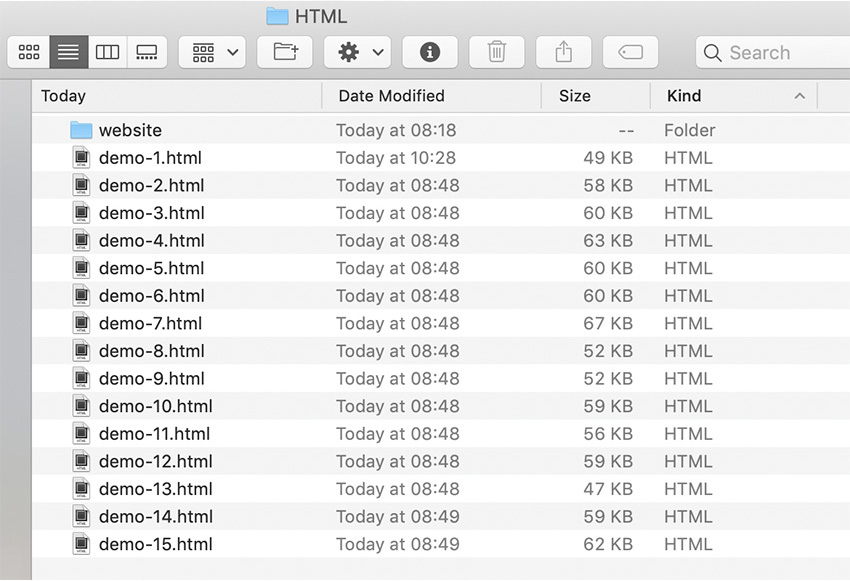 HTML
Search
Today Date Modified Size Kind
website Today at 08:18 -- Folder
demo-1.html Today at 10:28 49 KB HTML
demo-2.html Today at 08:48 58 KB HTML
demo-3.html Today at 08:48 60 KB HTML
demo-4.html Today at 08:48 63 KB HTML
demo-5.html Today at 08:48 60 KB HTML
demo-6.html Today at 08:48 60 KB HTML
demo-7.html Today at 08:48 67 KB HTML
demo-8.html Today at 08:48 52 KB HTML
demo-9.html Today at 08:48 52 KB HTML
demo-10.html Today at 08:48 59 KB HTML
demo-11.html Today at 08:48 56 KB HTML
demo-12.html Today at 08:48 59 KB HTML
demo-13.html Today at 08:48 47 KB HTML
demo-14.html Today at 08:49 59 KB HTML
demo-15.html Today at 08:49 62 KB HTML